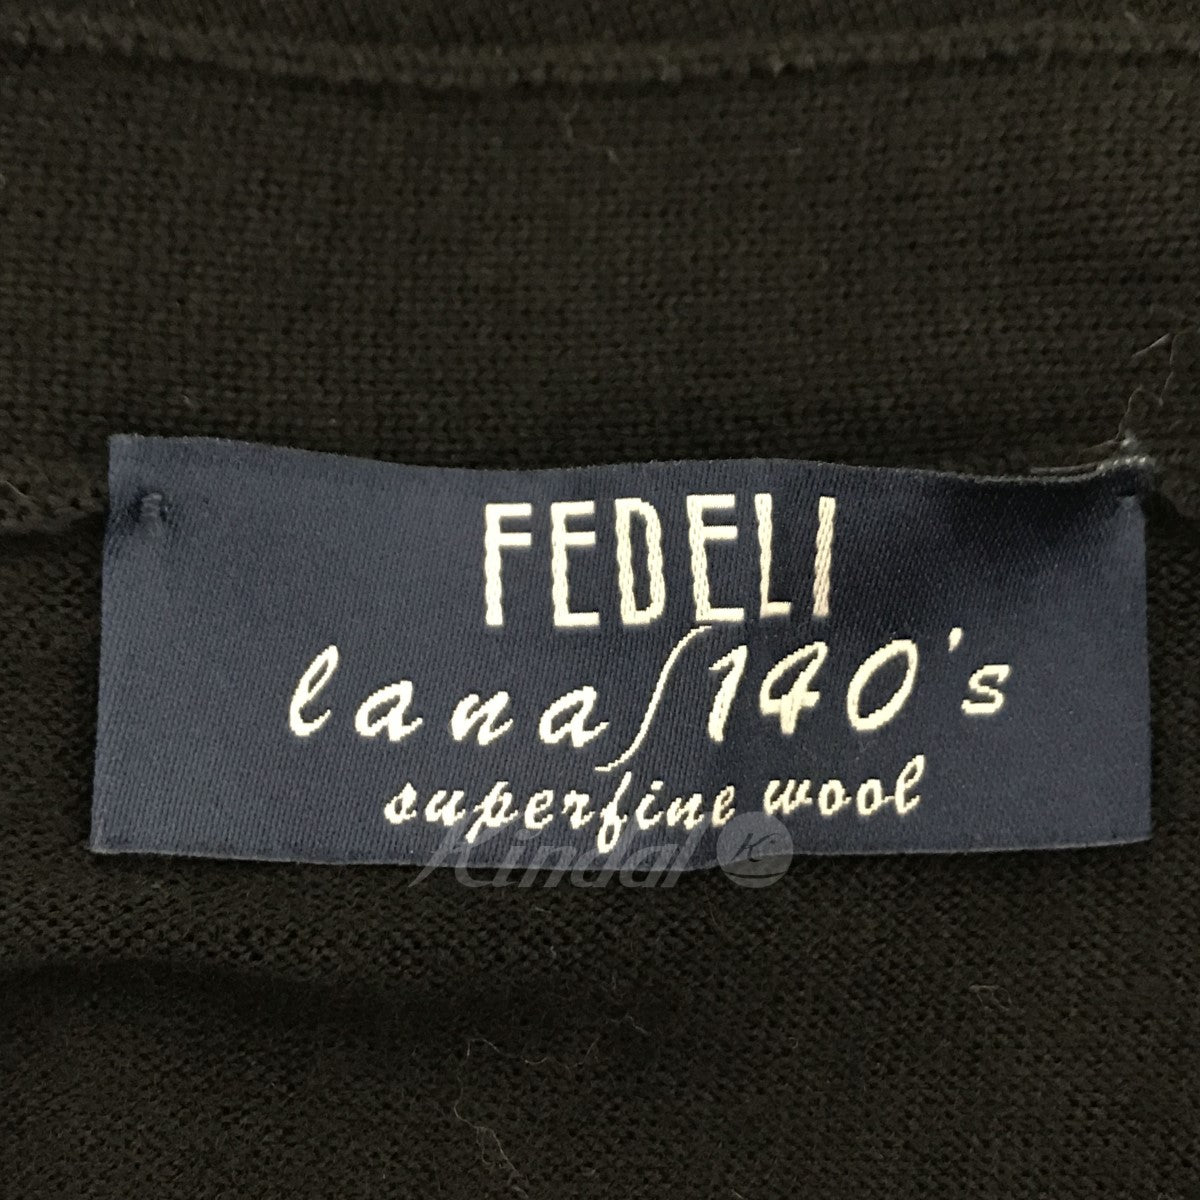 FEDELI
lana/140's
superfine wool
Kindal K